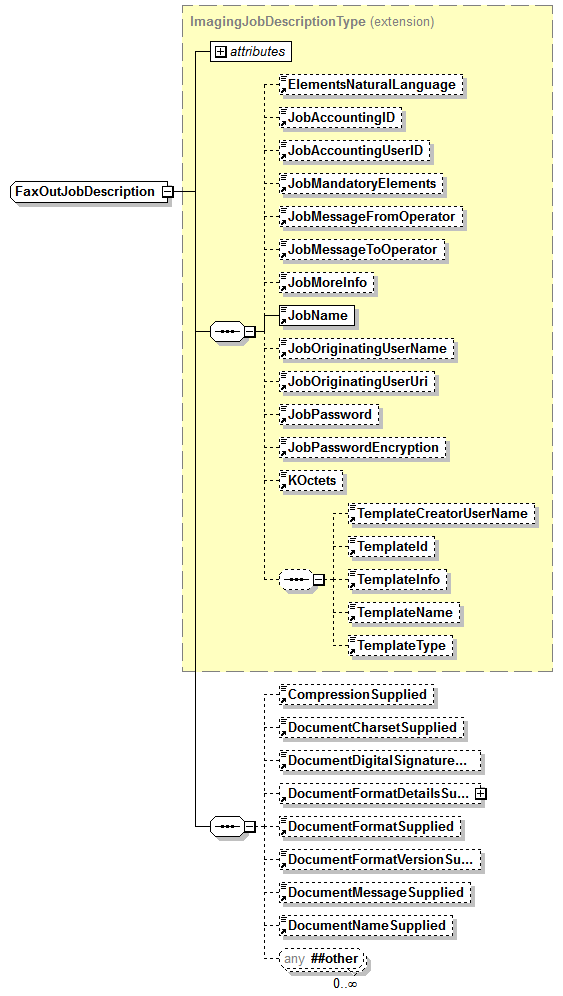 ImagingJobDescriptionType (extension)
attributes
ElementsNaturalLanguage
JobAccountingID
JobAccountingUserID
JobMandatoryElements
FaxOutJobDescription
JobMessageFromOperator
JobMessageToOperator
JobMoreInfo
JobName
JobOriginatingUserName
JobOriginatingUserUri
JobPassword
JobPasswordEncryption
KOctets
TemplateCreatorUserName
TemplateId
TemplateInfo
TemplateName
TemplateType
CompressionSupplied
DocumentCharsetSupplied
DocumentDigitalSignature...
DocumentFormatDetailsSu...
DocumentFormatSupplied
DocumentFormatVersionSu...
DocumentMessageSupplied
DocumentNameSupplied
any ##other
0..∞